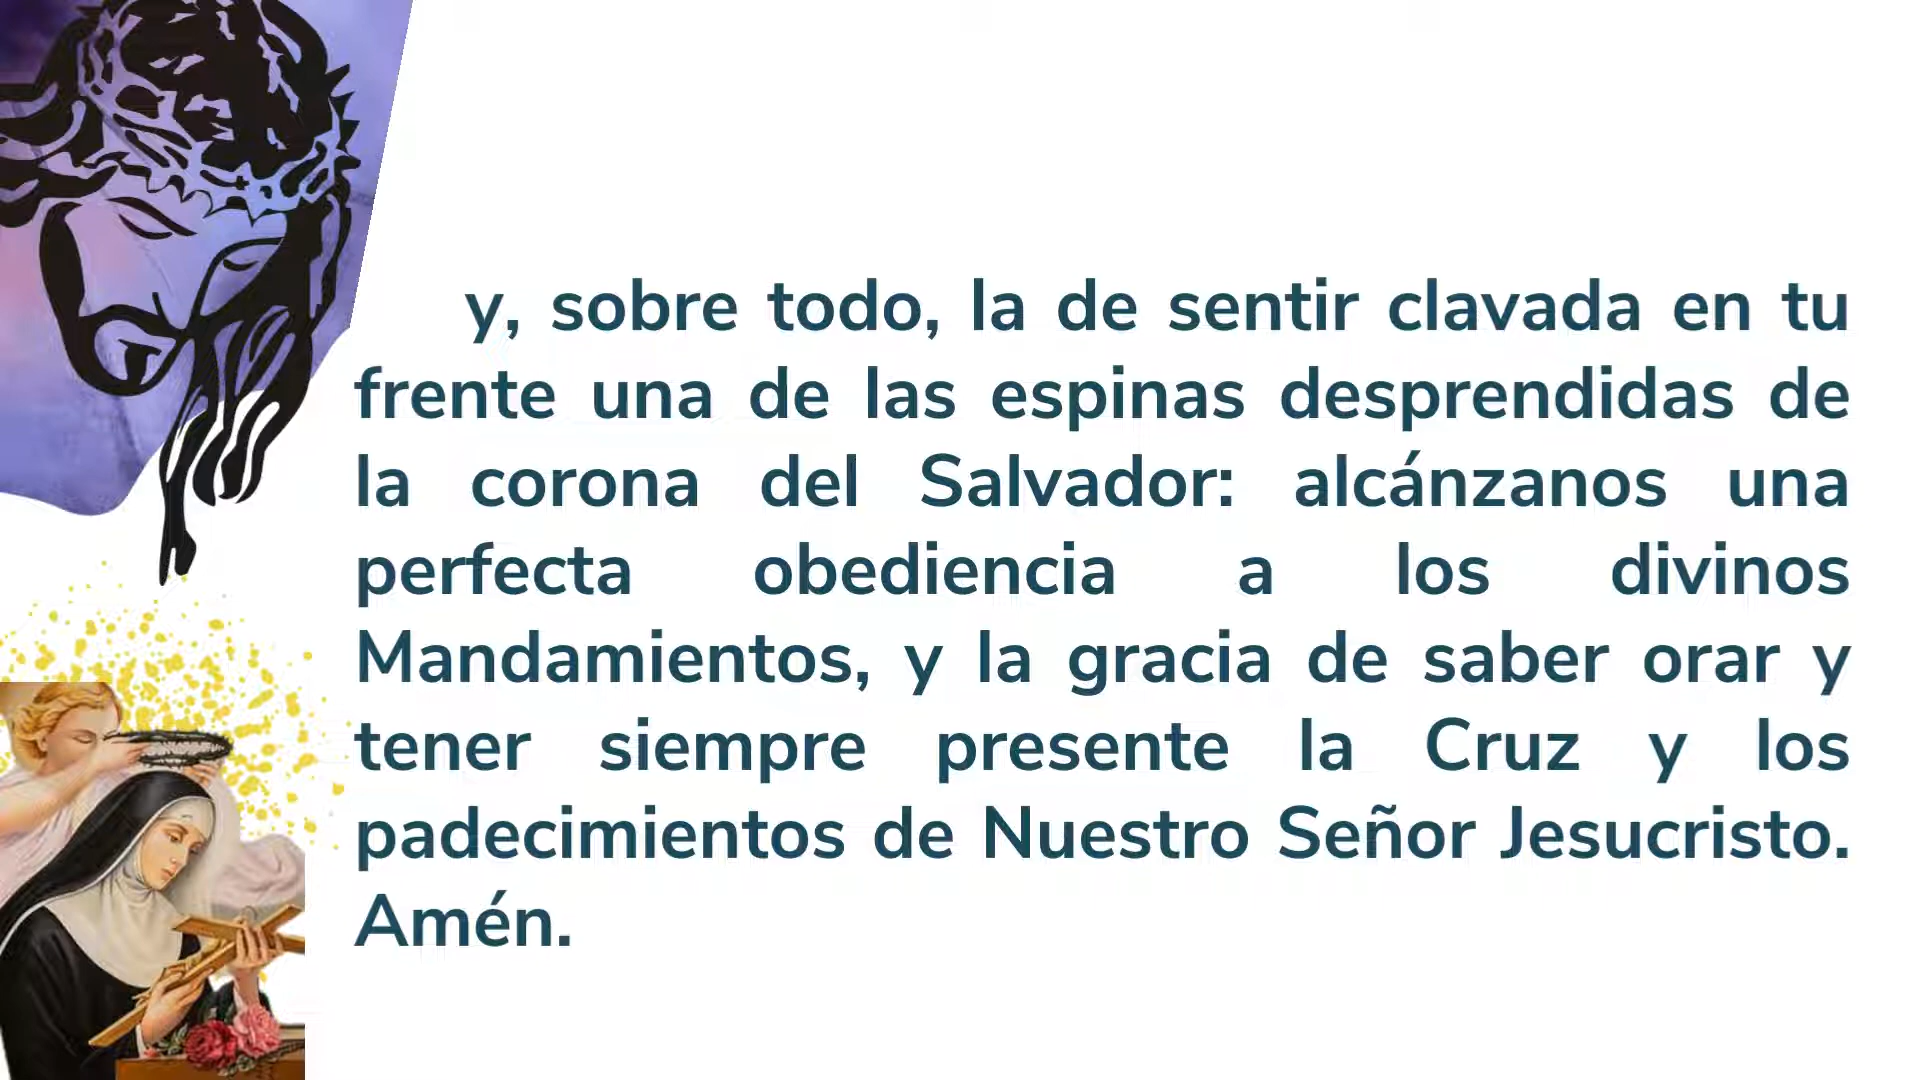 y, sobre todo, la de sentir clavada en tu
frente una de las espinas desprendidas de
la corona del Salvador: alcánzanos una
perfecta obediencia a los divinos
Mandamientos, y la gracia de saber orar y
tener siempre presente la Cruz y los
padecimientos de Nuestro Señor Jesucristo.
Amén.